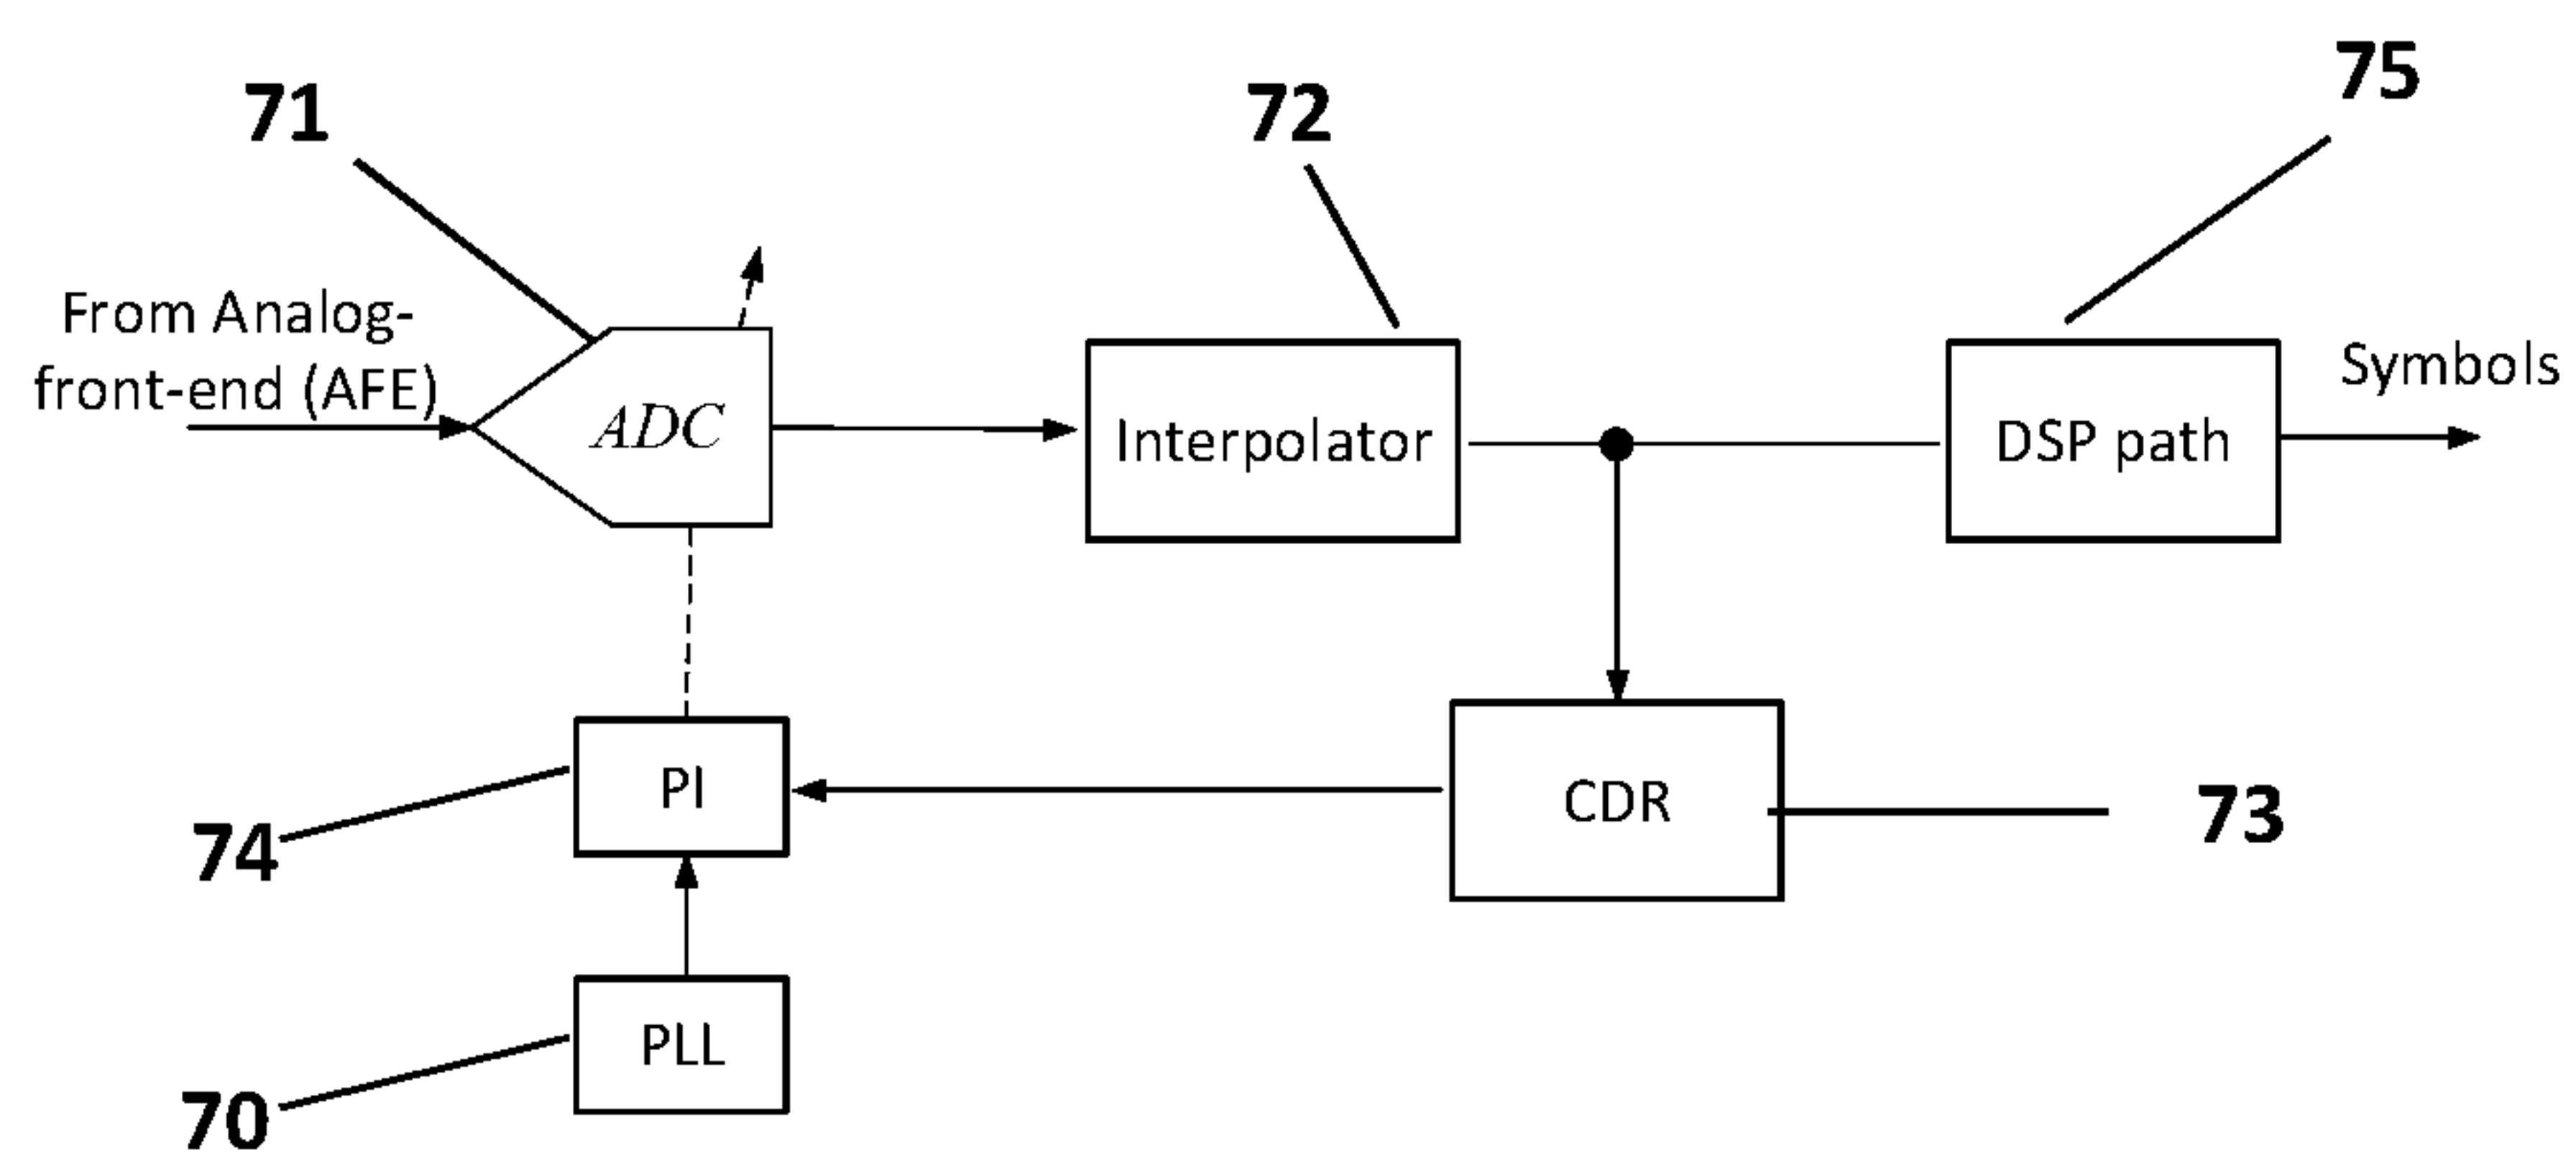 71
72
75
From Analog-
front-end (AFE)
ADC
Interpolator
DSP path
Symbols
PI
CDR
74
73
PLL
70